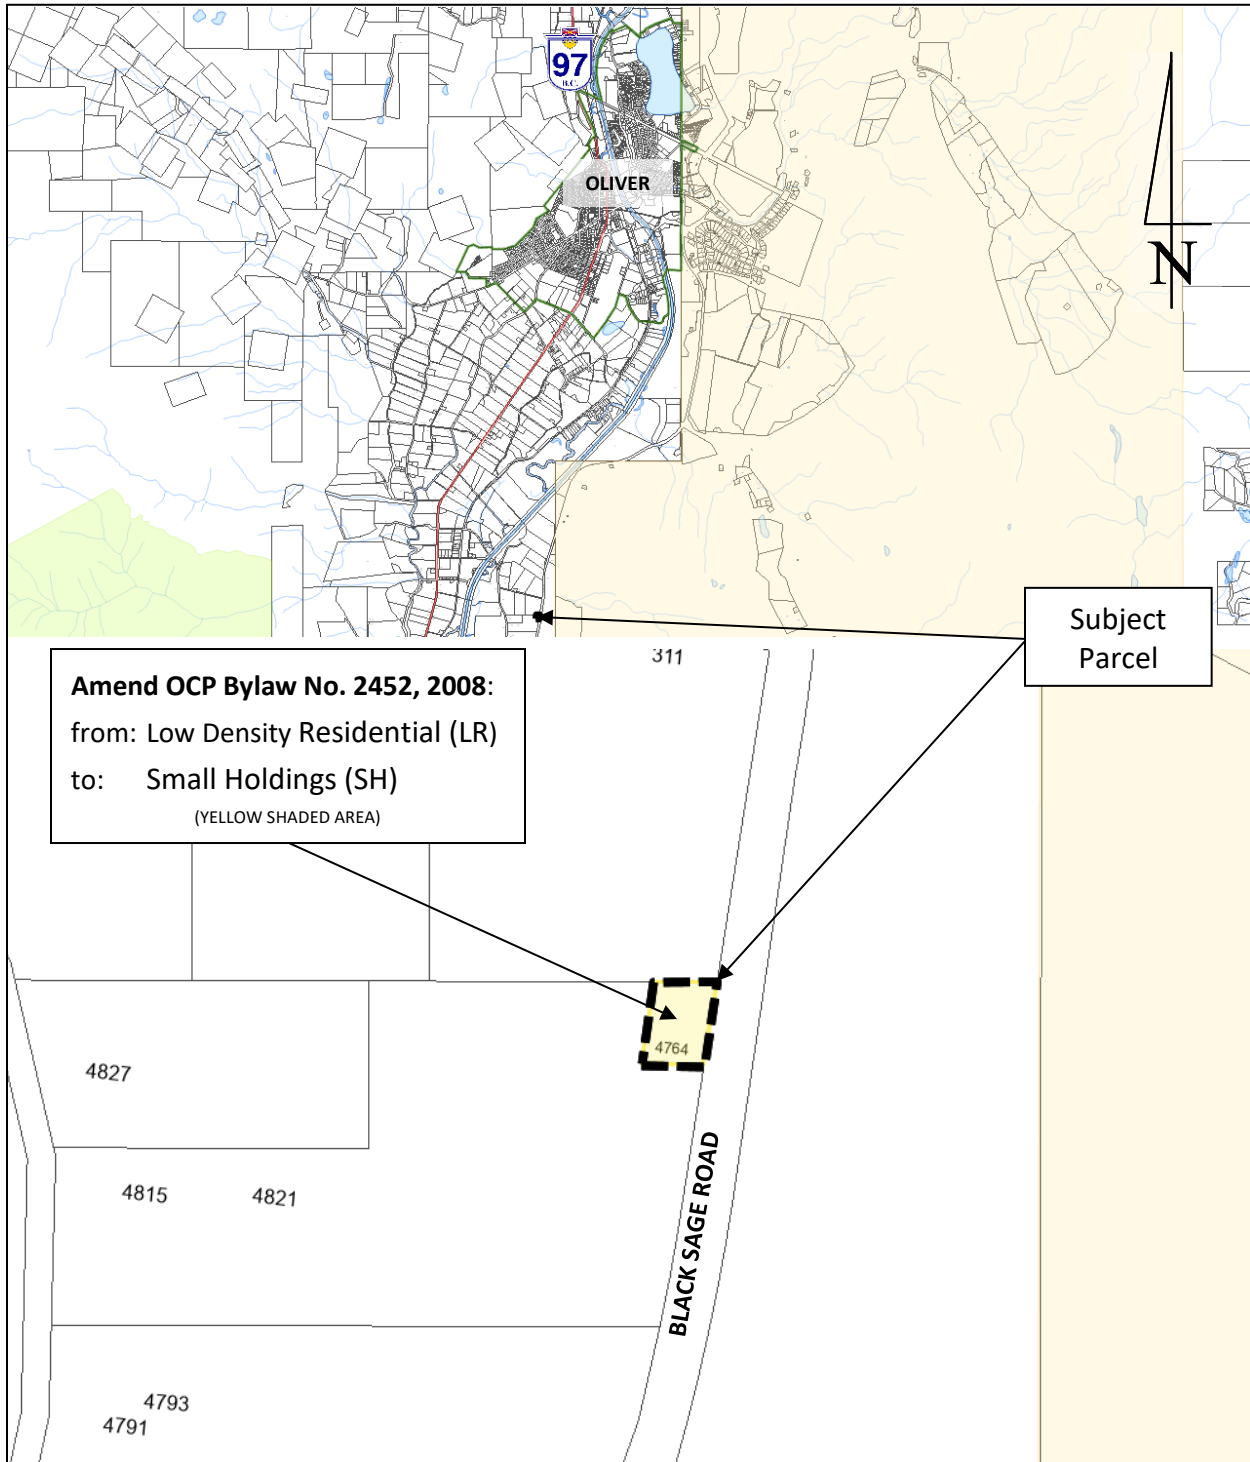 97
B.C.
OLIVER
N
Subject
Parcel
311
Amend OCP Bylaw No. 2452, 2008:
from: Low Density Residential (LR)
to: Small Holdings (SH)
(YELLOW SHADED AREA)
4764
4827
BLACK SAGE ROAD
4815
4821
4793
4791